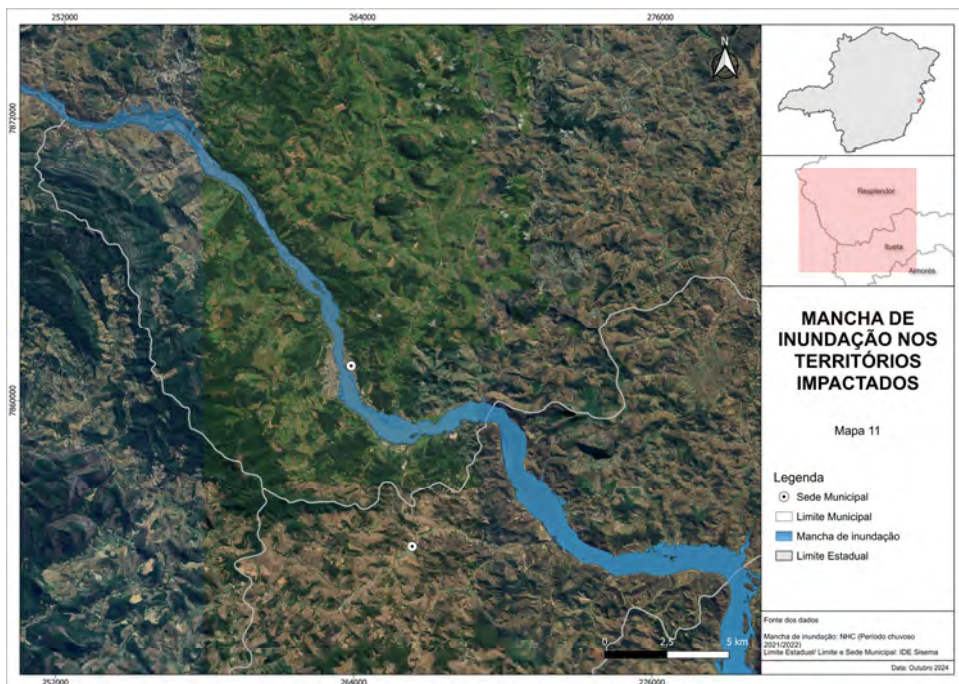 252000
264000
276000
7872000
7860000
N
Resplendor
Itueta
Aimorés
MANCHA DE
INUNDAÇÃO NOS
TERRITÓRIOS
IMPACTADOS
Mapa 11
Legenda
Sede Municipal
Limite Municipal
Mancha de inundação
Limite Estadual
0
2,5
5 km
Fonte dos dados
Mancha de inundação: NHC (Período chuvoso
2021/2022)
Limite Estadual/ Limite e Sede Municipal: IDE Sisema
Data: Outubro 2024
252000
264000
276000